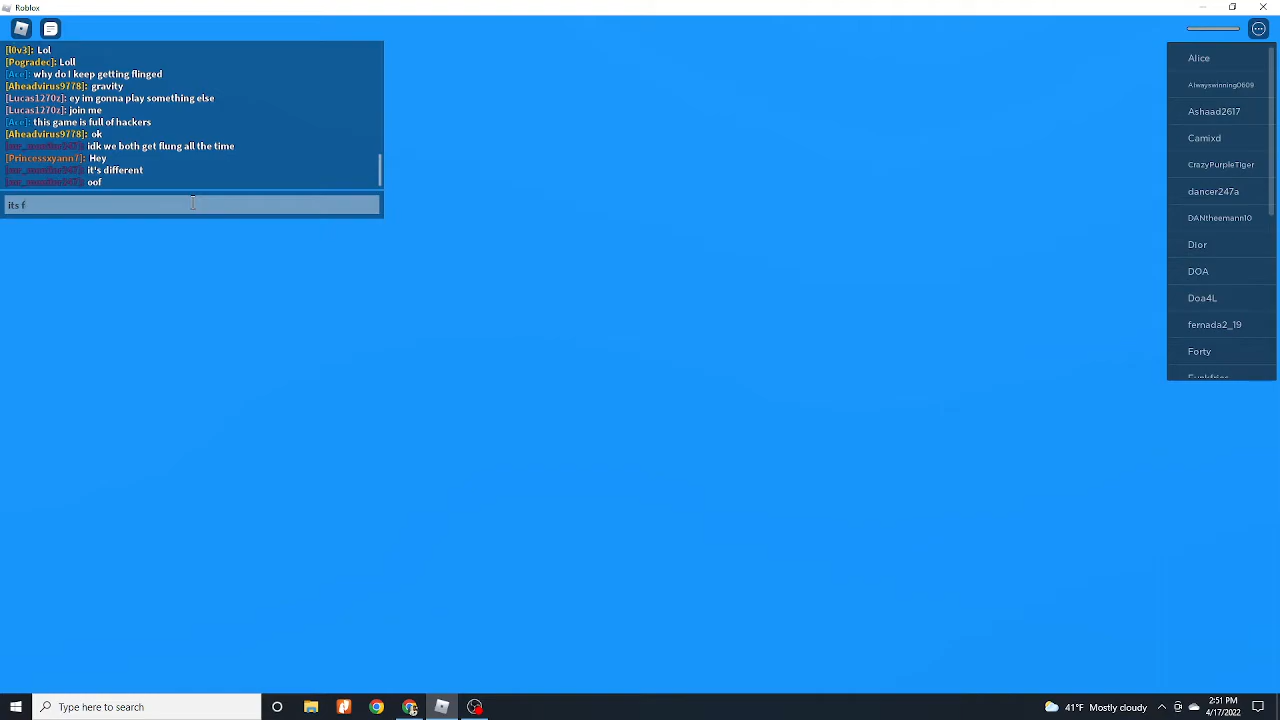 Roblox
[l0v3]: Lol
[Pogradec]: Loll
[Ace]: why do I keep getting flinged
[Aheadvirus9778]: gravity
[Lucas1270z]: ey im gonna play something else
[Lucas1270z]: join me
[Ace]: this game is full of hackers
[Aheadvirus9778]: ok
idk we both get flung all the time
[Princessxyann7]: Hey
it's different
oof
its f
Alice
Alwayswinning0609
Ashaad2617
Camixd
CrazyPurpleTiger
dancer247a
DANtheemann10
Dior
DOA
Doa4L
fernada2_19
Forty
Type here to search
41°F Mostly cloudy
2:51 PM
4/17/2022